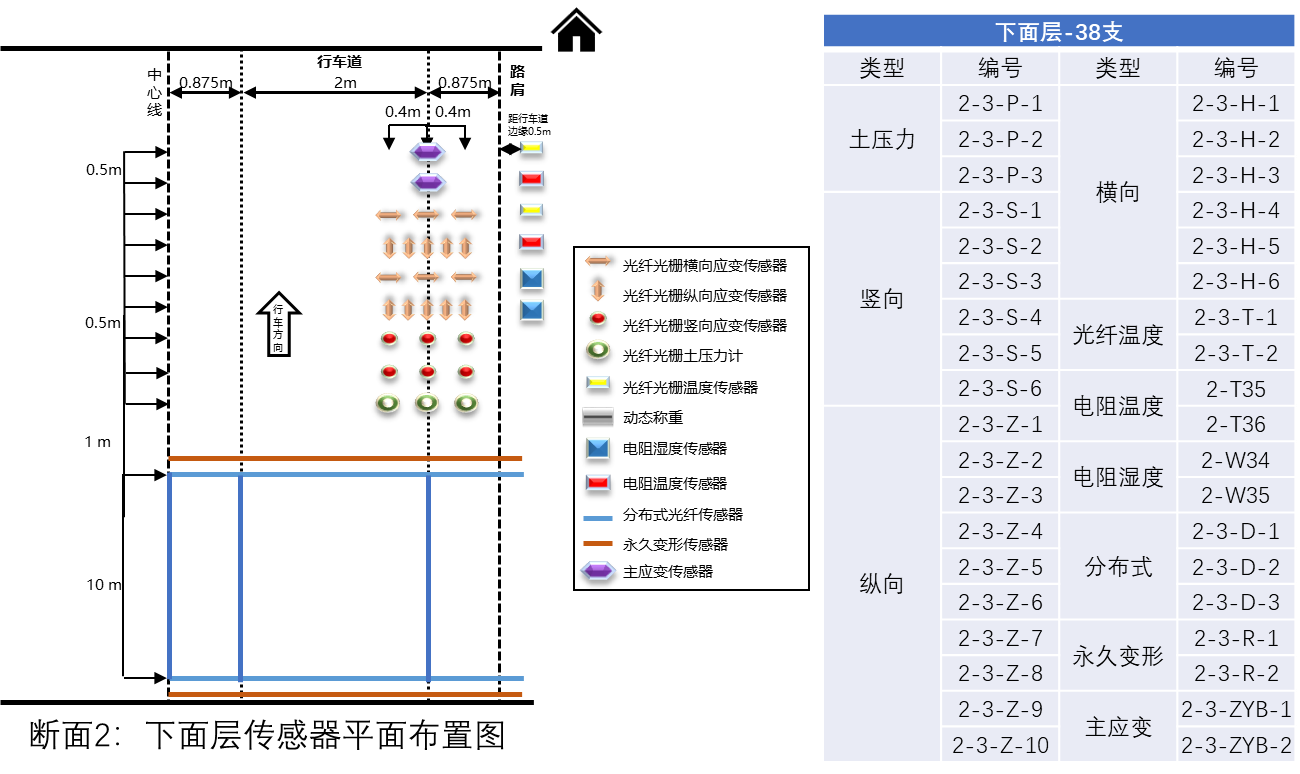 行车道
中心线
0.875m
2m
0.875m
路肩
0.4m
0.4m
距行车道
边缘0.5m
0.5m
0.5m
行车方向
1 m
10 m
光纤光栅横向应变传感器
光纤光栅纵向应变传感器
光纤光栅竖向应变传感器
光纤光栅土压力计
光纤光栅温度传感器
动态称重
电阻湿度传感器
电阻温度传感器
分布式光纤传感器
永久变形传感器
主应变传感器
断面2：下面层传感器平面布置图
下面层-38支
类型 编号 类型 编号
土压力 2-3-P-1 横向 2-3-H-1
2-3-P-2 2-3-H-2
2-3-P-3 2-3-H-3
竖向 2-3-S-1 2-3-H-4
2-3-S-2 2-3-H-5
2-3-S-3 2-3-H-6
2-3-S-4 光纤温度 2-3-T-1
2-3-S-5 2-3-T-2
2-3-S-6 电阻温度 2-T35
纵向 2-3-Z-1 2-T36
2-3-Z-2 电阻湿度 2-W34
2-3-Z-3 2-W35
2-3-Z-4 分布式 2-3-D-1
2-3-Z-5 2-3-D-2
2-3-Z-6 2-3-D-3
2-3-Z-7 永久变形 2-3-R-1
2-3-Z-8 2-3-R-2
2-3-Z-9 主应变 2-3-ZYB-1
2-3-Z-10 2-3-ZYB-2